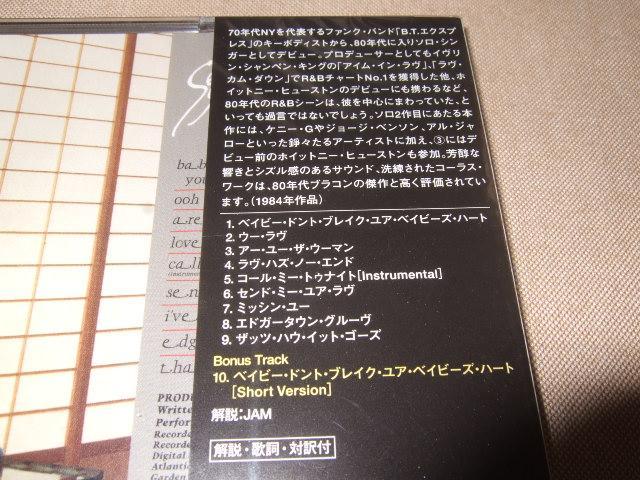 70年代NYを代表するファンク・バンド「B.T.エクスプ
レス」のキーボディストから、80年代に入りソロ・シン
ガーとしてデビュー。プロデューサーとしてもイヴリ
ン・シャンペン・キングの「アイム・イン・ラヴ」、「ラヴ・
カム・ダウン」でR&BチャートNo.1を獲得した他、ホ
イットニー・ヒューストンのデビューにも携わるなど、
80年代のR&Bシーンは、彼を中心にまわっていた、と
いっても過言ではないでしょう。ソロ2作目にあたる本
作には、ケニー・Gやジョージ・ベンソン、アル・ジャ
ローといった錚々たるアーティストに加え、③にはデ
ビュー前のホイットニー・ヒューストンも参加。芳醇な
響きとシズル感のあるサウンド、洗練されたコーラス・
ワークは、80年代ブラコンの傑作と高く評価されてい
ます。(1984年作品)
1. ベイビー・ドント・ブレイク・ユア・ベイビーズ・ハート
2. ウー・ラヴ
3. アー・ユー・ザ・ウーマン
4. ラヴ・ハズ・ノー・エンド
5. コール・ミー・トゥナイト[Instrumental]
6. センド・ミー・ユア・ラヴ
7. ミッシン・ユー
8. エドガータウン・グルーヴ
9. ザッツ・ハウ・イット・ゴーズ
Bonus Track
10. ベイビー・ドント・ブレイク・ユア・ベイビーズ・ハート
[Short Version]
解説:JAM
解説・歌詞・対訳付
ba_b
you
ooh
a_re
love
ca_ll
(instrumen
se_n
i've
e_dg
t_ha
PRODU
Writte
Perfor
Recorde
Recorde
Digital
Atlantic
Garden